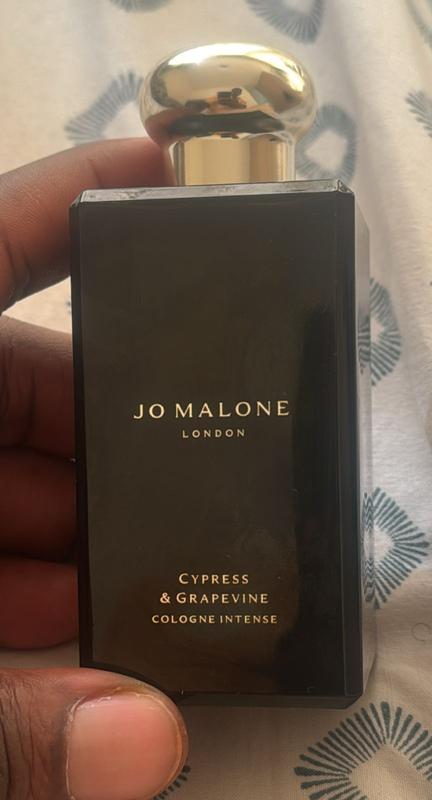 JO MALONE
LONDON
CYPRESS
& GRAPEVINE
COLOGNE INTENSE